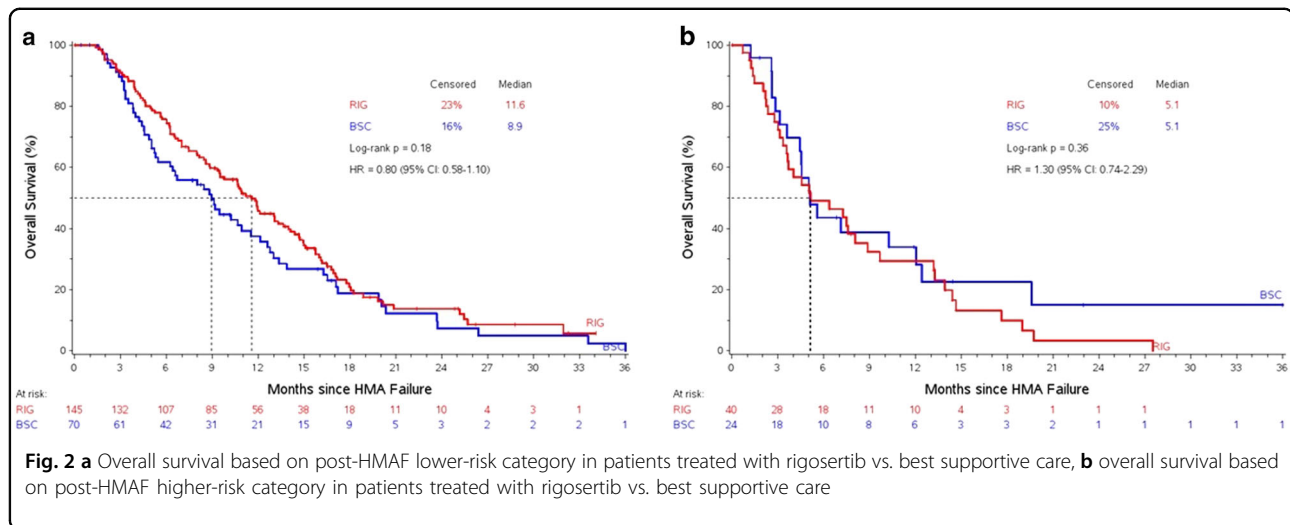 a
100
80
60
40
20
0
Overall Survival (%)
Censored Median
RIG 23% 11.6
BSC 16% 8.9
Log-rank p = 0.18
HR = 0.80 (95% CI: 0.58-1.10)
RIG
BSC
0 3 6 9 12 15 18 21 24 27 30 33 36
Months since HMA Failure
At risk:
RIG 145 132 107 85 56 38 18 11 10 4 3 1
BSC 70 61 42 31 21 15 9 5 3 2 2 2 1
b
100
80
60
40
20
0
Overall Survival (%)
Censored Median
RIG 10% 5.1
BSC 25% 5.1
Log-rank p = 0.36
HR = 1.30 (95% CI: 0.74-2.29)
BSC
RIG
0 3 6 9 12 15 18 21 24 27 30 33 36
Months since HMA Failure
At risk:
RIG 40 28 18 11 10 4 3 1 1 1
BSC 24 18 10 8 6 3 3 2 1 1 1 1 1
Fig. 2 a Overall survival based on post-HMAF lower-risk category in patients treated with rigosertib vs. best supportive care, b overall survival based
on post-HMAF higher-risk category in patients treated with rigosertib vs. best supportive care